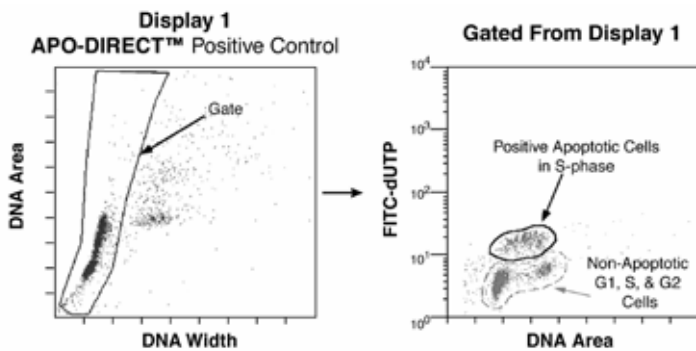 Display 1
APO-DIRECT™ Positive Control
Gate
DNA Area
DNA Width
Gated From Display 1
10⁴
10³
10²
10¹
10⁰
FITC-dUTP
Positive Apoptotic Cells
in S-phase
Non-Apoptotic
G1, S, & G2
Cells
DNA Area